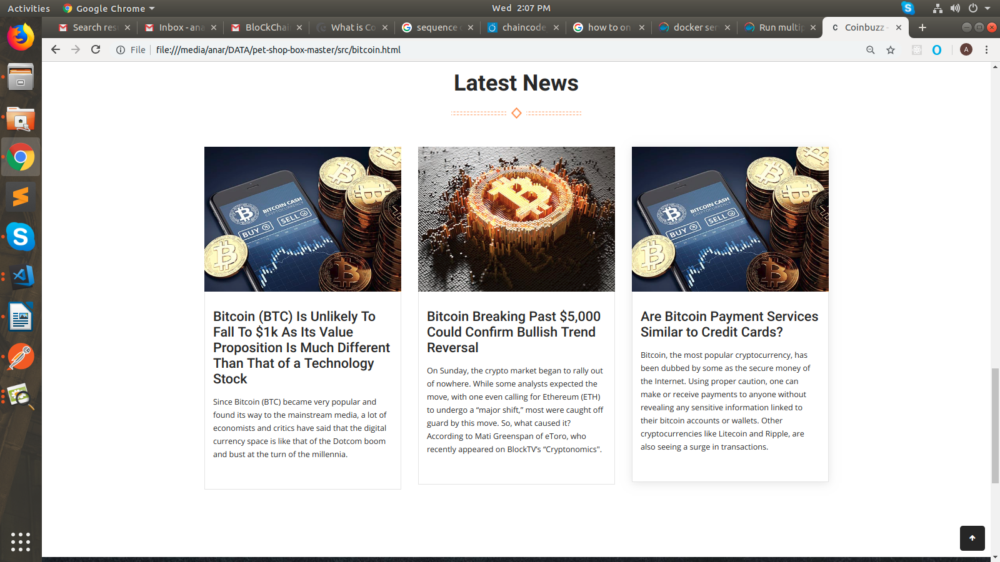 Activities
Google Chrome
Wed 2:07 PM
Search res
Inbox - ana
BloCkChai
What is Co
sequence
chaincode
how to on
docker ser
Run multip
Coinbuzz -
File
file:///media/anar/DATA/pet-shop-box-master/src/bitcoin.html
A
Latest News
BITCOIN CASH
CRYPTOCURRENCY
BUY
SELL
BITCOIN CASH
CRYPTOCURRENCY
BUY
SELL
Bitcoin (BTC) Is Unlikely To
Fall To $1k As Its Value
Proposition Is Much Different
Than That of a Technology
Stock
Since Bitcoin (BTC) became very popular and
found its way to the mainstream media, a lot of
economists and critics have said that the digital
currency space is like that of the Dotcom boom
and bust at the turn of the millennia.
Bitcoin Breaking Past $5,000
Could Confirm Bullish Trend
Reversal
On Sunday, the crypto market began to rally out
of nowhere. While some analysts expected the
move, with one even calling for Ethereum (ETH)
to undergo a “major shift,” most were caught off
guard by this move. So, what caused it?
According to Mati Greenspan of eToro, who
recently appeared on BlockTV’s “Cryptonomics".
Are Bitcoin Payment Services
Similar to Credit Cards?
Bitcoin, the most popular cryptocurrency, has
been dubbed by some as the secure money of
the Internet. Using proper caution, one can
make or receive payments to anyone without
revealing any sensitive information linked to
their bitcoin accounts or wallets. Other
cryptocurrencies like Litecoin and Ripple, are
also seeing a surge in transactions.